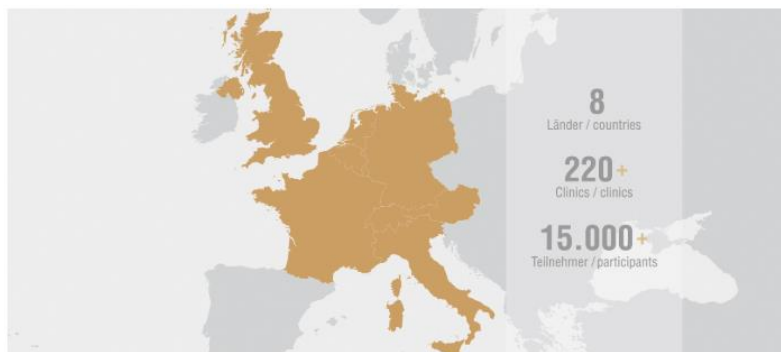 8
Länder / countries
220+
Clinics / clinics
15.000+
Teilnehmer / participants